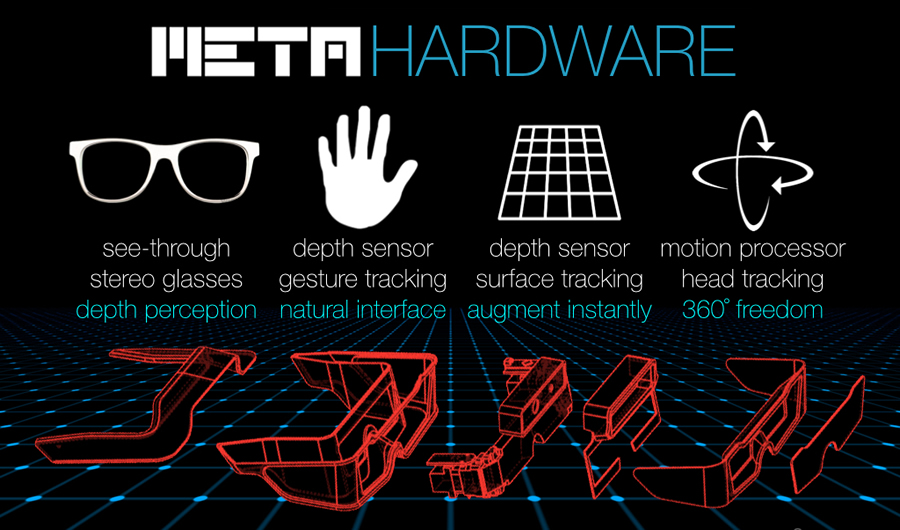 META HARDWARE
see-through
stereo glasses
depth perception
depth sensor
gesture tracking
natural interface
depth sensor
surface tracking
augment instantly
motion processor
head tracking
360° freedom